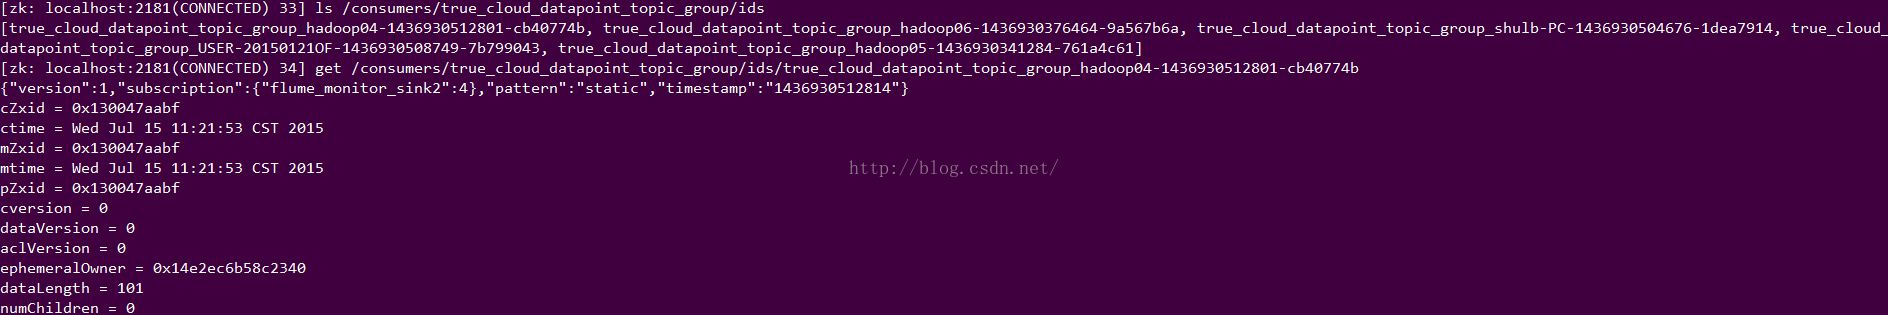 [zk: localhost:2181(CONNECTED) 33] ls /consumers/true_cloud_datapoint_topic_group/ids
[true_cloud_datapoint_topic_group_hadoop04-1436930512801-cb40774b, true_cloud_datapoint_topic_group_hadoop06-1436930376464-9a567b6a, true_cloud_datapoint_topic_group_shulb-PC-1436930504676-1dea7914, true_cloud_
datapoint_topic_group_USER-20150121OF-1436930508749-7b799043, true_cloud_datapoint_topic_group_hadoop05-1436930341284-761a4c61]
[zk: localhost:2181(CONNECTED) 34] get /consumers/true_cloud_datapoint_topic_group/ids/true_cloud_datapoint_topic_group_hadoop04-1436930512801-cb40774b
{"version":1,"subscription":{"flume_monitor_sink2":4},"pattern":"static","timestamp":"1436930512814"}
cZxid = 0x130047aabf
ctime = Wed Jul 15 11:21:53 CST 2015
mZxid = 0x130047aabf
mtime = Wed Jul 15 11:21:53 CST 2015
http://blog.csdn.net/
pZxid = 0x130047aabf
cversion = 0
dataVersion = 0
aclVersion = 0
ephemeralOwner = 0x14e2ec6b58c2340
dataLength = 101
numChildren = 0